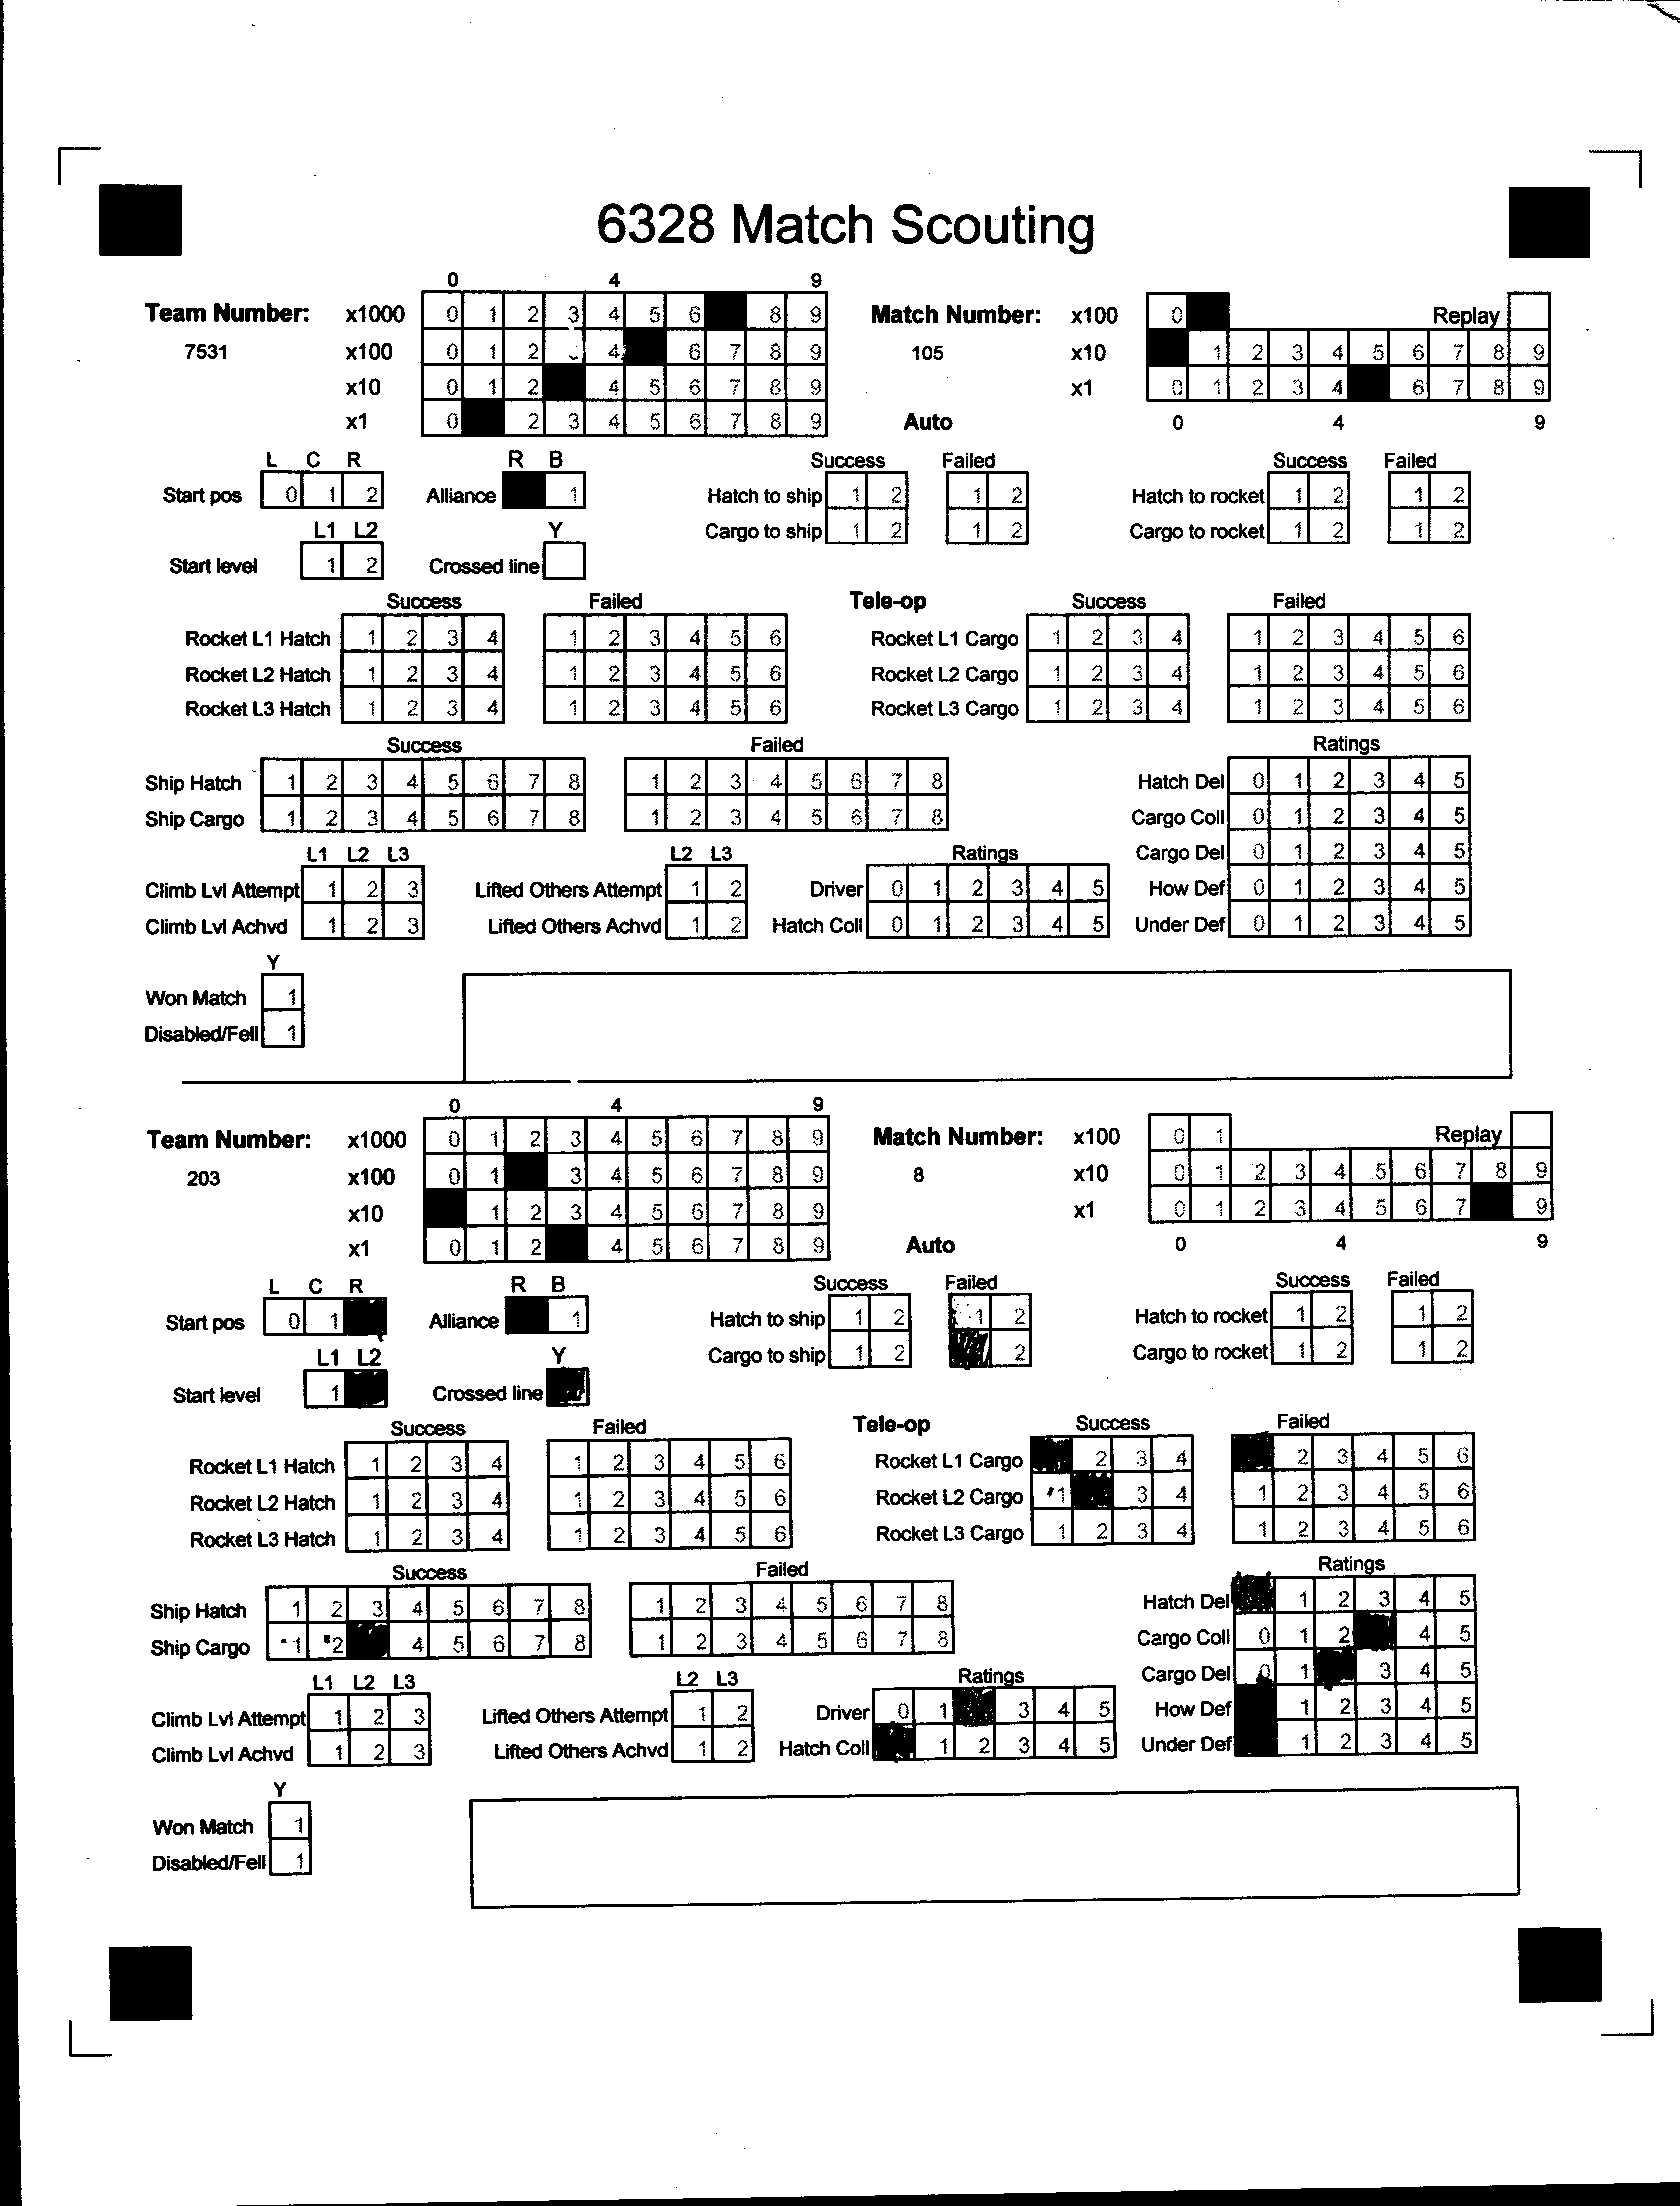 6328 Match Scouting
0 4 9
Team Number: x1000 0 1 2 3 4 5 6 8 9 Match Number: x100 0 Replay
7531 x100 0 1 2 4 6 7 8 9 105 x10 1 2 3 4 5 6 7 8 9
x10 0 1 2 4 5 6 7 8 9 x1 0 1 2 3 4 6 7 8 9
x1 0 2 3 4 5 6 7 8 9 Auto 0 4 9
L C R R B Success Failed Success Failed
Start pos 0 1 2 Alliance 1 Hatch to ship 1 2 1 2 Hatch to rocket 1 2 1 2
L1 L2 Y Cargo to ship 1 2 1 2 Cargo to rocket 1 2 1 2
Start level 1 2 Crossed line
Success Failed Tele-op Success Failed
Rocket L1 Hatch 1 2 3 4 1 2 3 4 5 6 Rocket L1 Cargo 1 2 3 4 1 2 3 4 5 6
Rocket L2 Hatch 1 2 3 4 1 2 3 4 5 6 Rocket L2 Cargo 1 2 3 4 1 2 3 4 5 6
Rocket L3 Hatch 1 2 3 4 1 2 3 4 5 6 Rocket L3 Cargo 1 2 3 4 1 2 3 4 5 6
Success Failed Ratings
Ship Hatch 1 2 3 4 5 6 7 8 1 2 3 4 5 6 7 8 Hatch Del 0 1 2 3 4 5
Ship Cargo 1 2 3 4 5 6 7 8 1 2 3 4 5 6 7 8 Cargo Coll 0 1 2 3 4 5
L1 L2 L3 L2 L3 Ratings Cargo Del 0 1 2 3 4 5
Climb Lvl Attempt 1 2 3 Lifted Others Attempt 1 2 Driver 0 1 2 3 4 5 How Def 0 1 2 3 4 5
Climb Lvl Achvd 1 2 3 Lifted Others Achvd 1 2 Hatch Coll 0 1 2 3 4 5 Under Def 0 1 2 3 4 5
Y
Won Match 1
Disabled/Fell 1
0 4 9
Team Number: x1000 0 1 2 3 4 5 6 7 8 9 Match Number: x100 0 1 Replay
203 x100 0 1 3 4 5 6 7 8 9 8 x10 0 1 2 3 4 5 6 7 8 9
x10 1 2 3 4 5 6 7 8 9 x1 0 1 2 3 4 5 6 7 9
x1 0 1 2 4 5 6 7 8 9 Auto 0 4 9
L C R R B Success Failed Success Failed
Start pos 0 1 Alliance 1 Hatch to ship 1 2 1 2 Hatch to rocket 1 2 1 2
L1 L2 Y Cargo to ship 1 2 2 Cargo to rocket 1 2 1 2
Start level 1 Crossed line
Success Failed Tele-op Success Failed
Rocket L1 Hatch 1 2 3 4 1 2 3 4 5 6 Rocket L1 Cargo 2 3 4 2 3 4 5 6
Rocket L2 Hatch 1 2 3 4 1 2 3 4 5 6 Rocket L2 Cargo 1 3 4 1 2 3 4 5 6
Rocket L3 Hatch 1 2 3 4 1 2 3 4 5 6 Rocket L3 Cargo 1 2 3 4 1 2 3 4 5 6
Success Failed Ratings
Ship Hatch 1 2 3 4 5 6 7 8 1 2 3 4 5 6 7 8 Hatch Del 1 2 3 4 5
Ship Cargo 1 2 4 5 6 7 8 1 2 3 4 5 6 7 8 Cargo Coll 0 1 2 4 5
L1 L2 L3 L2 L3 Ratings Cargo Del 0 1 3 4 5
Climb Lvl Attempt 1 2 3 Lifted Others Attempt 1 2 Driver 0 1 3 4 5 How Def 1 2 3 4 5
Climb Lvl Achvd 1 2 3 Lifted Others Achvd 1 2 Hatch Coll 1 2 3 4 5 Under Def 1 2 3 4 5
Y
Won Match 1
Disabled/Fell 1